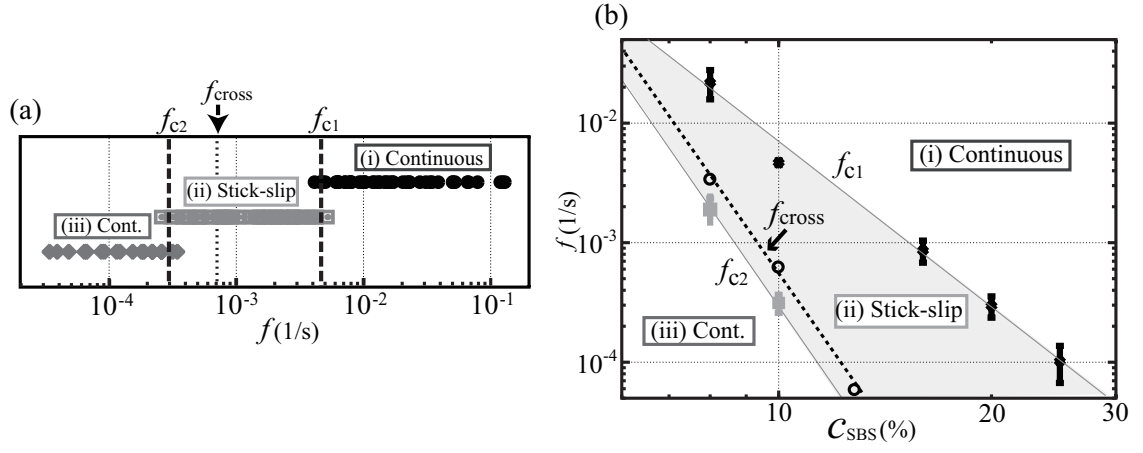 (a)
f_cross
f_c2
f_c1
(i) Continuous
(ii) Stick-slip
(iii) Cont.
10^-4
10^-3
10^-2
10^-1
f (1/s)
(b)
10^-2
10^-3
10^-4
f (1/s)
(i) Continuous
f_c1
f_cross
f_c2
(ii) Stick-slip
(iii) Cont.
10
20
30
C_SBS (%)